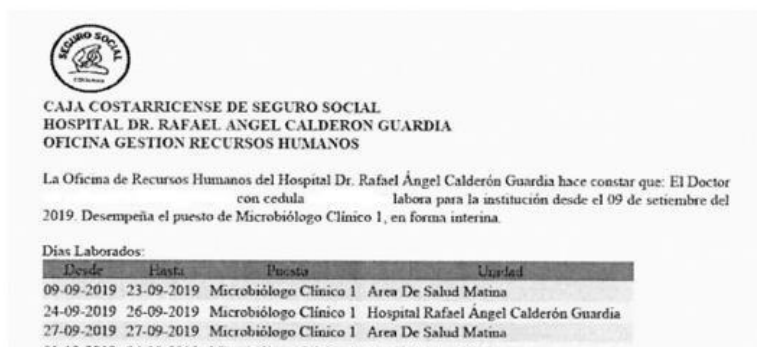 SEGURO SOCIAL
CAJA COSTARRICENSE DE SEGURO SOCIAL
HOSPITAL DR. RAFAEL ANGEL CALDERON GUARDIA
OFICINA GESTION RECURSOS HUMANOS
La Oficina de Recursos Humanos del Hospital Dr. Rafael Ángel Calderón Guardia hace constar que: El Doctor
con cedula labora para la institución desde el 09 de setiembre del
2019. Desempeña el puesto de Microbiólogo Clínico 1, en forma interina.
Días Laborados:
Desde Hasta Puesto Unidad
09-09-2019 23-09-2019 Microbiólogo Clínico 1 Area De Salud Matina
24-09-2019 26-09-2019 Microbiólogo Clínico 1 Hospital Rafael Ángel Calderón Guardia
27-09-2019 27-09-2019 Microbiólogo Clínico 1 Area De Salud Matina